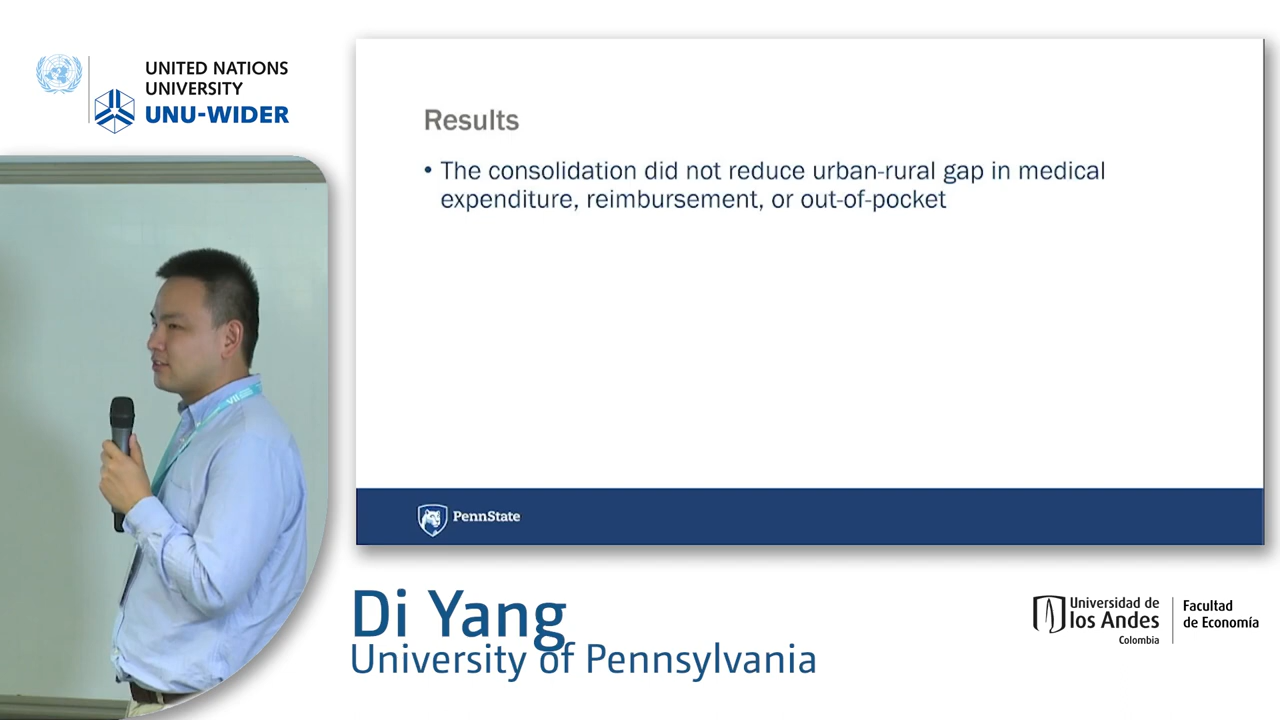 UNITED NATIONS
UNIVERSITY
UNU-WIDER
Results
• The consolidation did not reduce urban-rural gap in medical
expenditure, reimbursement, or out-of-pocket
PennState
VII
Di Yang
University of Pennsylvania
Universidad de
los Andes
Colombia
Facultad
de Economía